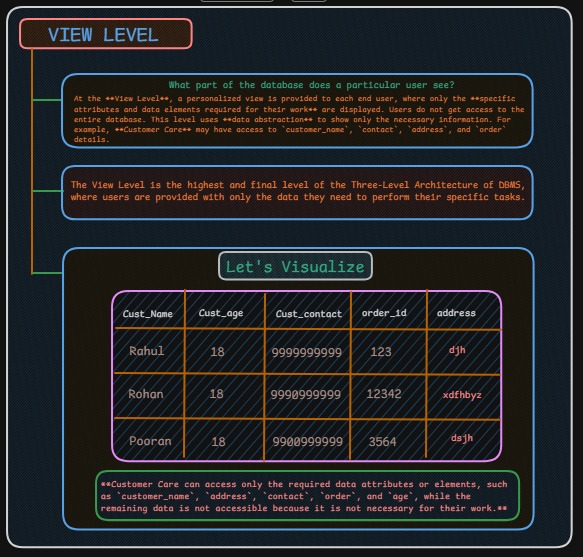 VIEW LEVEL
What part of the database does a particular user see?
At the **View Level**, a personalized view is provided to each end user, where only the **specific
attributes and data elements required for their work** are displayed. Users do not get access to the
entire database. This level uses **data abstraction** to show only the necessary information. For
example, **Customer Care** may have access to `customer_name`, `contact`, `address`, and `order`
details.
The View Level is the highest and final level of the Three-Level Architecture of DBMS,
where users are provided with only the data they need to perform their specific tasks.
Let's Visualize
Cust_Name Cust_age Cust_contact order_id address
Rahul 18 9999999999 123 djh
Rohan 18 9990999999 12342 xdfhbyz
Pooran 18 9900999999 3564 dsjh
**Customer Care can access only the required data attributes or elements, such
as `customer_name`, `address`, `contact`, `order`, and `age`, while the
remaining data is not accessible because it is not necessary for their work.**